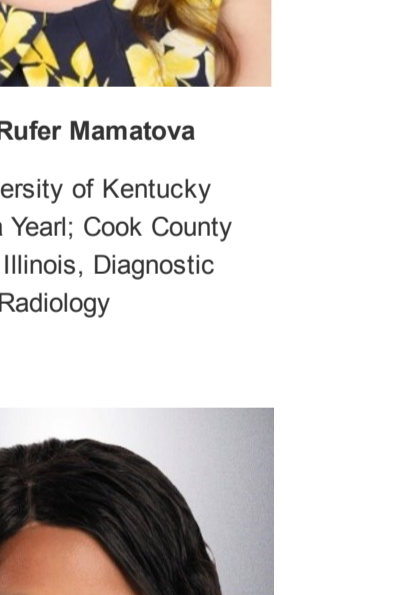 Rufer Mamatova
ersity of Kentucky
Yearl; Cook County
Illinois, Diagnostic
Radiology